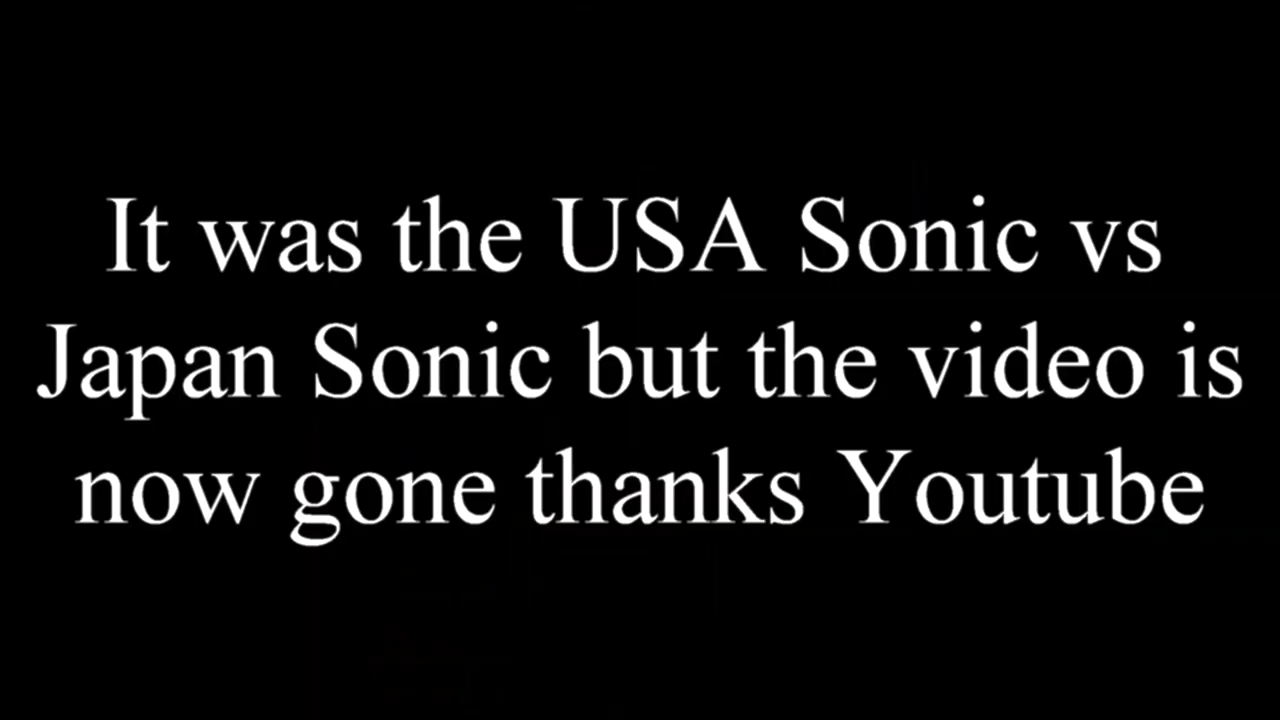 It was the USA Sonic vs
Japan Sonic but the video is
now gone thanks Youtube